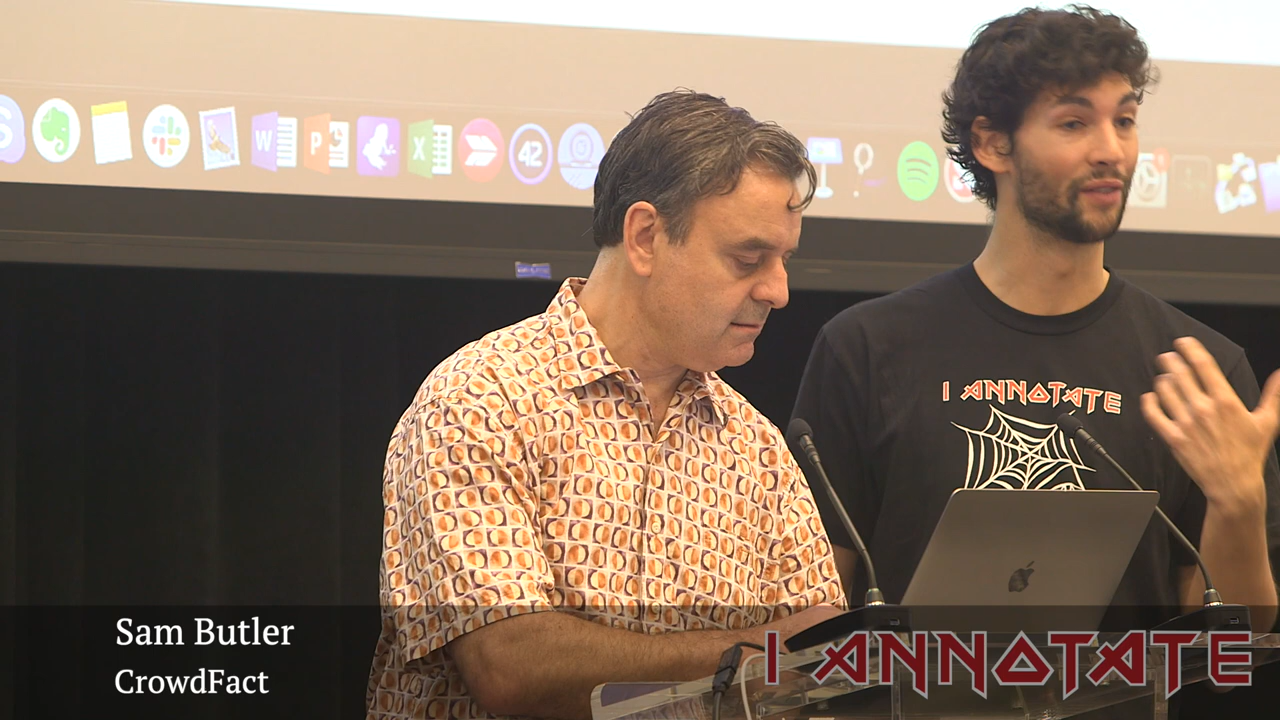 S
W
P
X
42
I ANNOTATE
Sam Butler
CrowdFact
I ANNOTATE